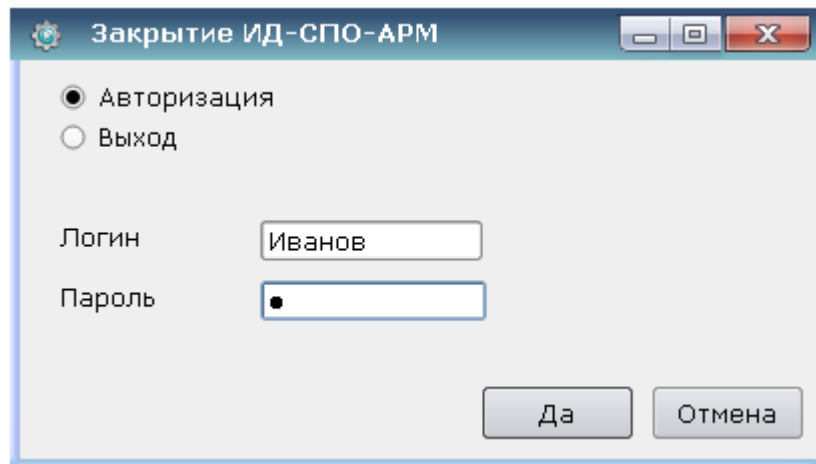 Закрытие ИД-СПО-АРМ
Авторизация
Выход
Логин Иванов
Пароль ●
Да Отмена